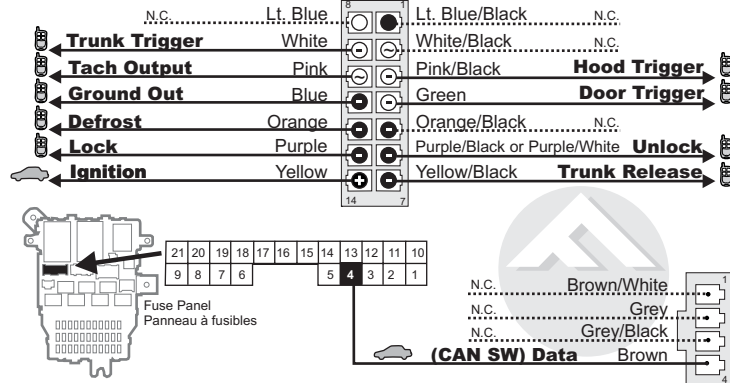 8 1
N.C. Lt. Blue Lt. Blue/Black N.C.
Trunk Trigger White White/Black N.C.
Tach Output Pink Pink/Black Hood Trigger
Ground Out Blue Green Door Trigger
Defrost Orange Orange/Black N.C.
Lock Purple Purple/Black or Purple/White Unlock
Ignition Yellow Yellow/Black Trunk Release
14 7
21 20 19 18 17 16 15 14 13 12 11 10
9 8 7 6 5 4 3 2 1
Fuse Panel
Panneau à fusibles
1
N.C. Brown/White
N.C. Grey
N.C. Grey/Black
(CAN SW) Data Brown
4